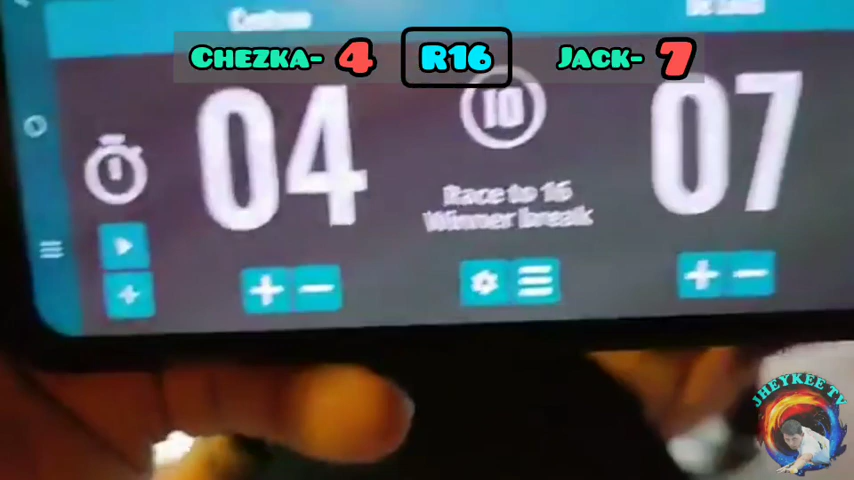 Chezka- 4 R16 Jack- 7
04 10 07
Race to 16
Winner break
JHEYKEE TV